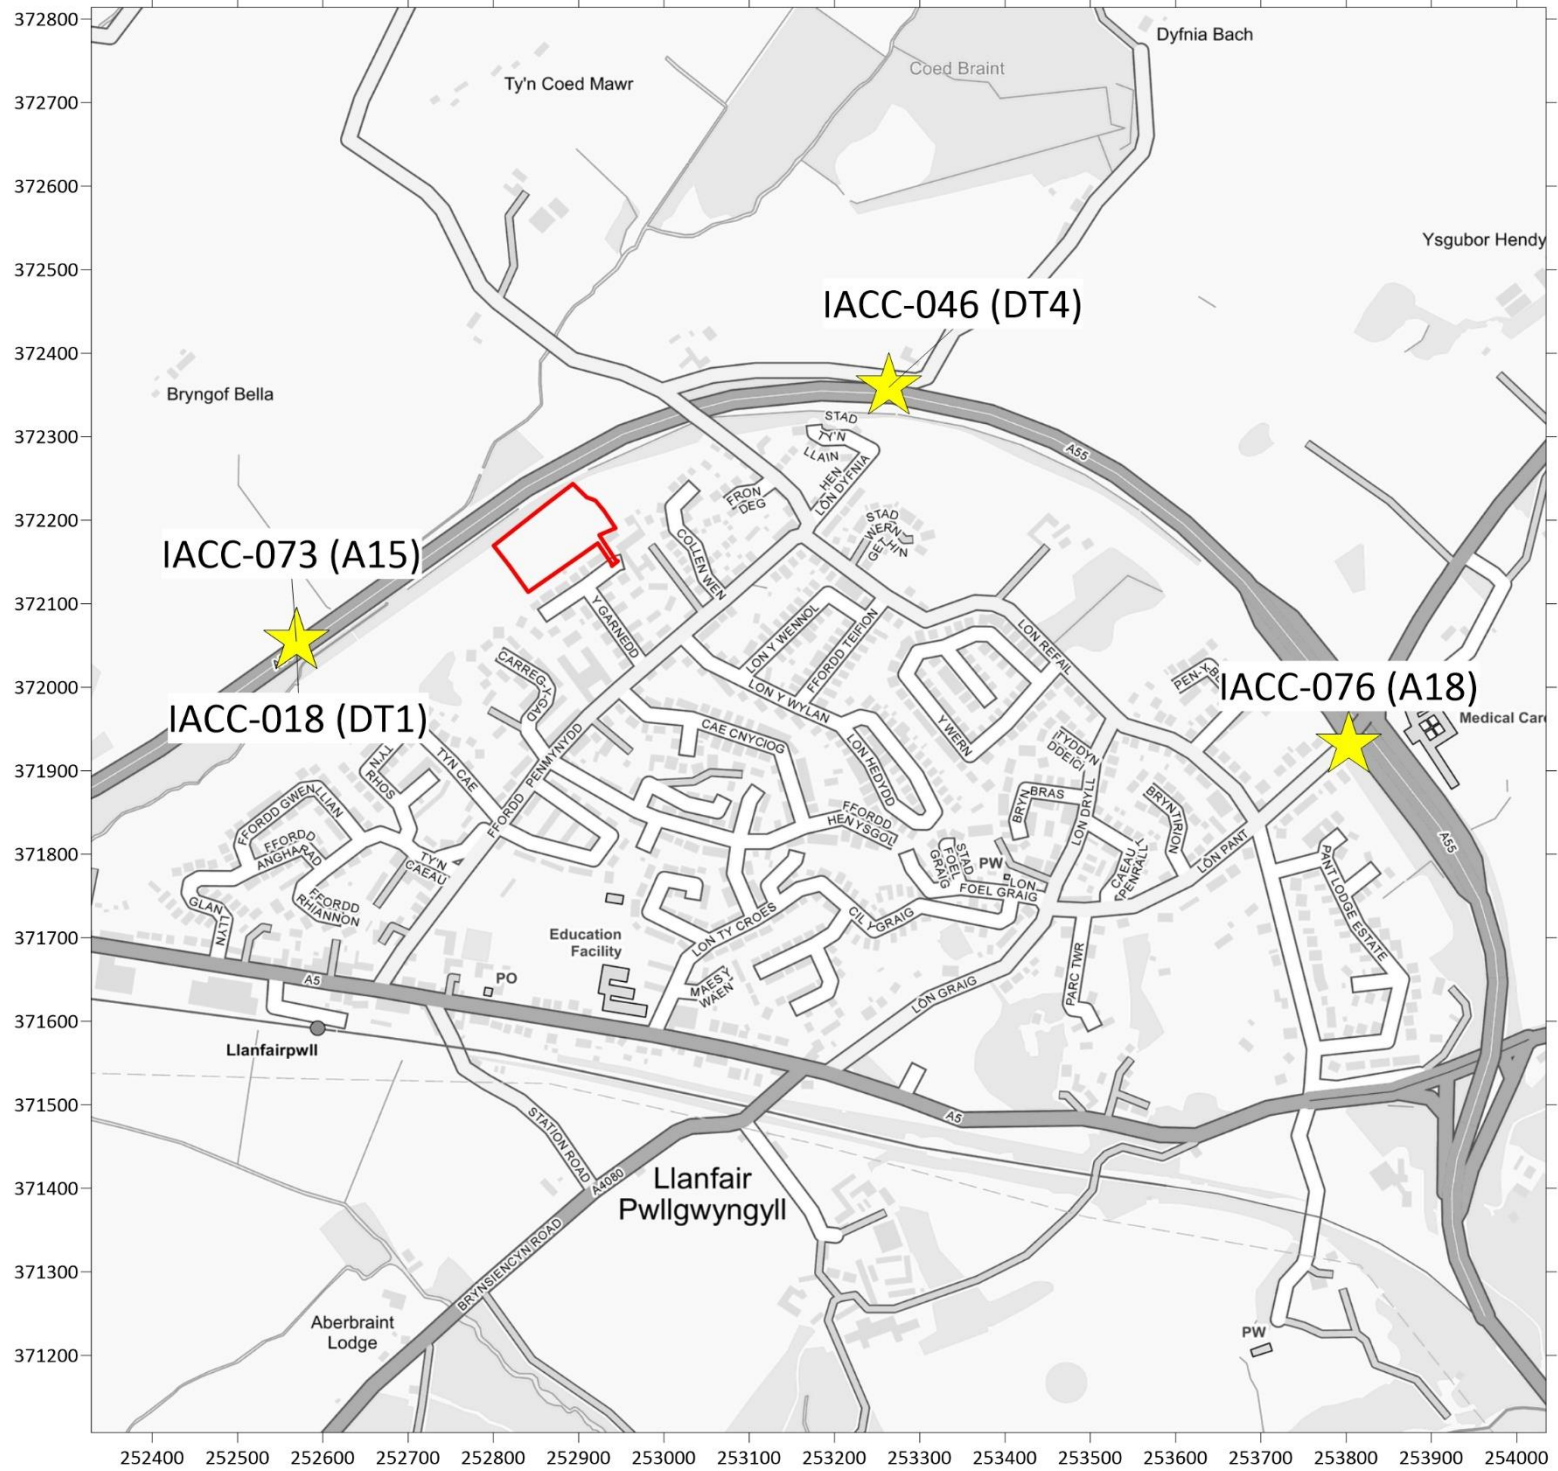 372800
372700
372600
372500
372400
372300
372200
372100
372000
371900
371800
371700
371600
371500
371400
371300
371200
Dyfnia Bach
Coed Braint
Ty'n Coed Mawr
Ysgubor Hendy
IACC-046 (DT4)
Bryngof Bella
STAD
TY'N
LLAIN
HEN
LÔN DYFNIA
A55
FRON
DEG
STAD
WERN
GETHIN
COLLEN WEN
IACC-073 (A15)
Y GARNEDD
LON Y WENNOL
FFORDD TEIFION
LON REFAIL
CARREG-Y-GAD
LON Y WYLAN
PEN-Y-B
IACC-076 (A18)
IACC-018 (DT1)
Medical Care
FFORDD PENMYNYDD
CAE CNYCIOG
Y WERN
LON HEDYDD
TYDDYN
DDEICI
TY'N
RHOS
TYN CAE
FFORDD GWENLLIAN
FFORDD
ANGHARAD
FFORDD
HENYSGOL
BRYN
BRAS
LÔN DRYLL
BRYNTIRION
LÔN PANT
A55
TY'N
CAEAU
STAD
FOEL
GRAIG
PW
LON
FOEL GRAIG
CAEAU
PENRALLT
PANT LODGE ESTATE
FFORDD
RHIANNON
GLAN LLYN
LON TY CROES
CIL Y GRAIG
Education
Facility
PARC TWR
A5
PO
MAES Y
WAEN
LÔN GRAIG
Llanfairpwll
STATION ROAD
A5
A4080
Llanfair
Pwllgwyngyll
BRYNSIENCYN ROAD
Aberbraint
Lodge
PW
252400
252500
252600
252700
252800
252900
253000
253100
253200
253300
253400
253500
253600
253700
253800
253900
254000